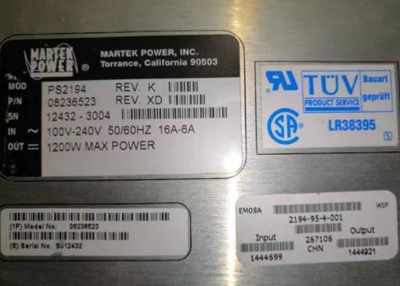 MARTEK
POWER
MARTEK POWER, INC.
Torrance, California 90503
MOD PS2194 REV. K
P/N 08236523 REV. XD
SN 12432-3004
IN ~ 100V-240V 50/60HZ 16A-6A
OUT 1200W MAX POWER
TÜV
PRODUCT SERVICE
Bauart
geprüft
LR38395
(1P) Model No.: 08236523
(S) Serial No.: SU12432
EMOSA 2194-95-4-001 WIP
Input 267106 Output
1444699 CHN 1444921